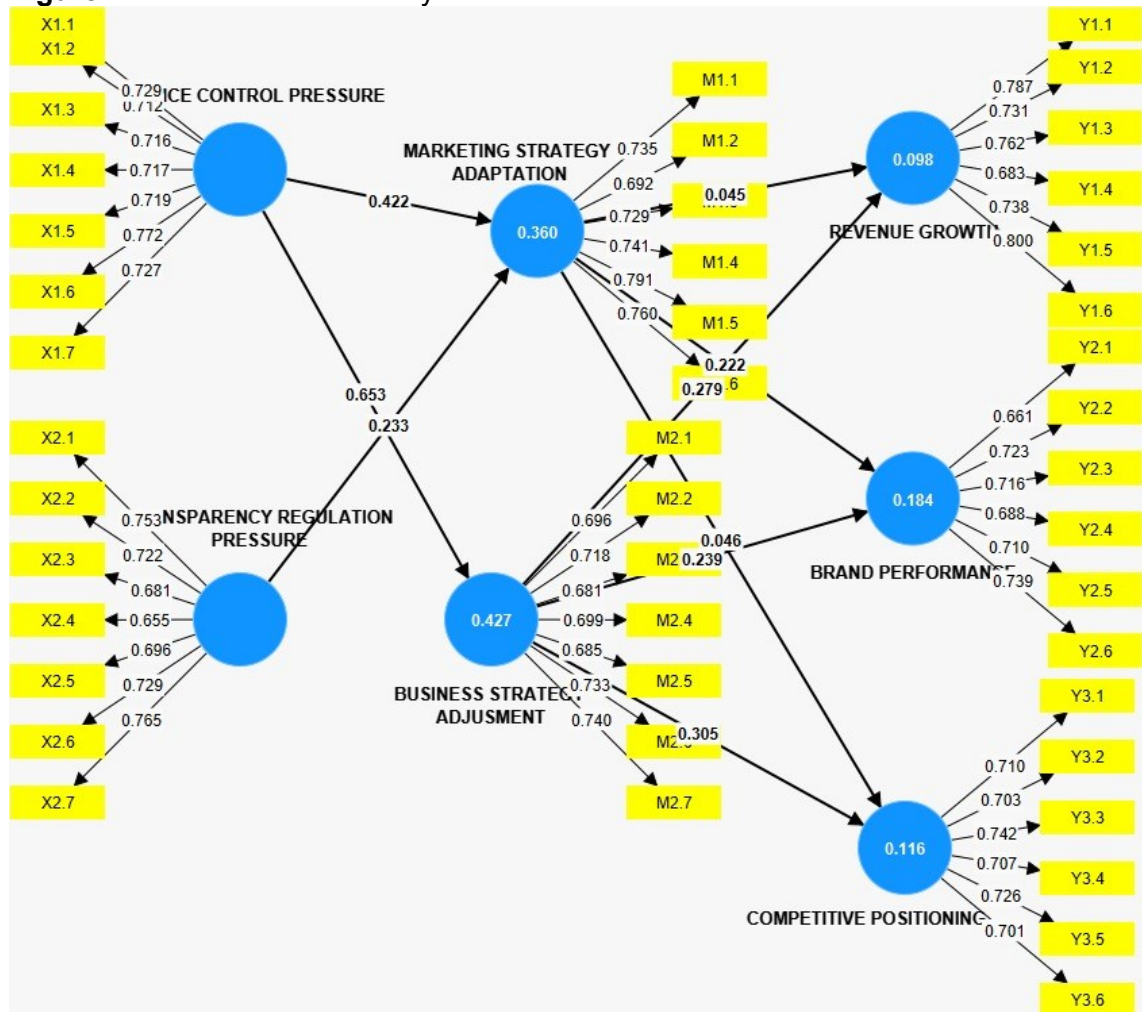 X1.1
X1.2
X1.3
X1.4
X1.5
X1.6
X1.7
0.729
0.712
0.716
0.717
0.719
0.772
0.727
CONTROL PRESSURE
0.422
0.653
0.233
X2.1
X2.2
X2.3
X2.4
X2.5
X2.6
X2.7
0.753
0.722
0.681
0.655
0.696
0.729
0.765
REGULATION
PRESSURE
MARKETING STRATEGY
ADAPTATION
0.360
0.735
0.692
0.729
0.741
0.791
0.760
M1.1
M1.2
M1.4
M1.5
0.045
0.222
0.279
0.046
0.239
0.305
0.427
BUSINESS STRATEGY
ADJUSMENT
0.696
0.718
0.681
0.699
0.685
0.733
0.740
M2.1
M2.2
M2.4
M2.5
M2.7
0.098
REVENUE GROWTH
0.787
0.731
0.762
0.683
0.738
0.800
Y1.1
Y1.2
Y1.3
Y1.4
Y1.5
Y1.6
0.184
BRAND PERFORMANCE
0.661
0.723
0.716
0.688
0.710
0.739
Y2.1
Y2.2
Y2.3
Y2.4
Y2.5
Y2.6
0.116
COMPETITIVE POSITIONING
0.710
0.703
0.742
0.707
0.726
0.701
Y3.1
Y3.2
Y3.3
Y3.4
Y3.5
Y3.6